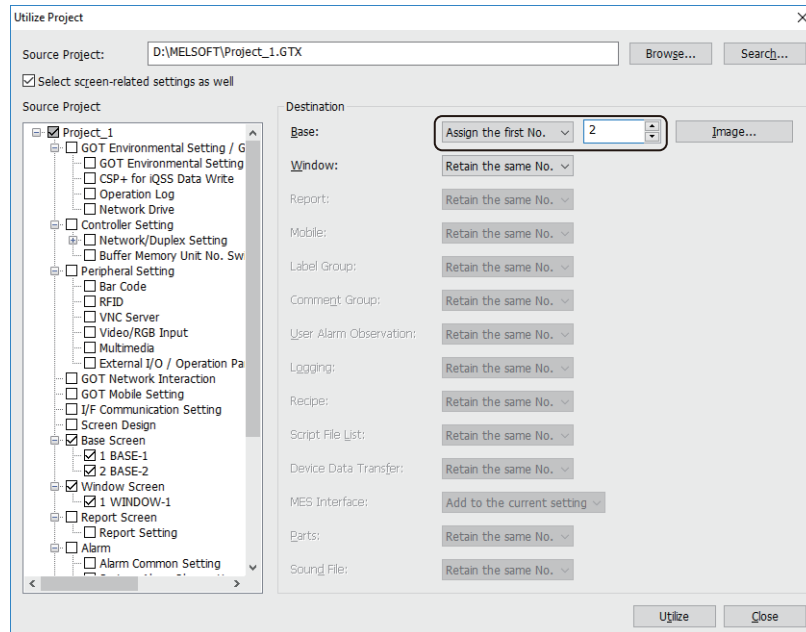 Utilize Project
Source Project: D:\MELSOFT\Project_1.GTX Browse... Search...
Select screen-related settings as well
Source Project
Project_1
GOT Environmental Setting / G
GOT Environmental Setting
CSP+ for iQSS Data Write
Operation Log
Network Drive
Controller Setting
Network/Duplex Setting
Buffer Memory Unit No. Sw
Peripheral Setting
Bar Code
RFID
VNC Server
Video/RGB Input
Multimedia
External I/O / Operation Pa
GOT Network Interaction
GOT Mobile Setting
I/F Communication Setting
Screen Design
Base Screen
1 BASE-1
2 BASE-2
Window Screen
1 WINDOW-1
Report Screen
Report Setting
Alarm
Alarm Common Setting
Destination
Base: Assign the first No. 2 Image...
Window: Retain the same No.
Report: Retain the same No.
Mobile: Retain the same No.
Label Group: Retain the same No.
Comment Group: Retain the same No.
User Alarm Observation: Retain the same No.
Logging: Retain the same No.
Recipe: Retain the same No.
Script File List: Retain the same No.
Device Data Transfer: Retain the same No.
MES Interface: Add to the current setting
Parts: Retain the same No.
Sound File: Retain the same No.
Utilize Close